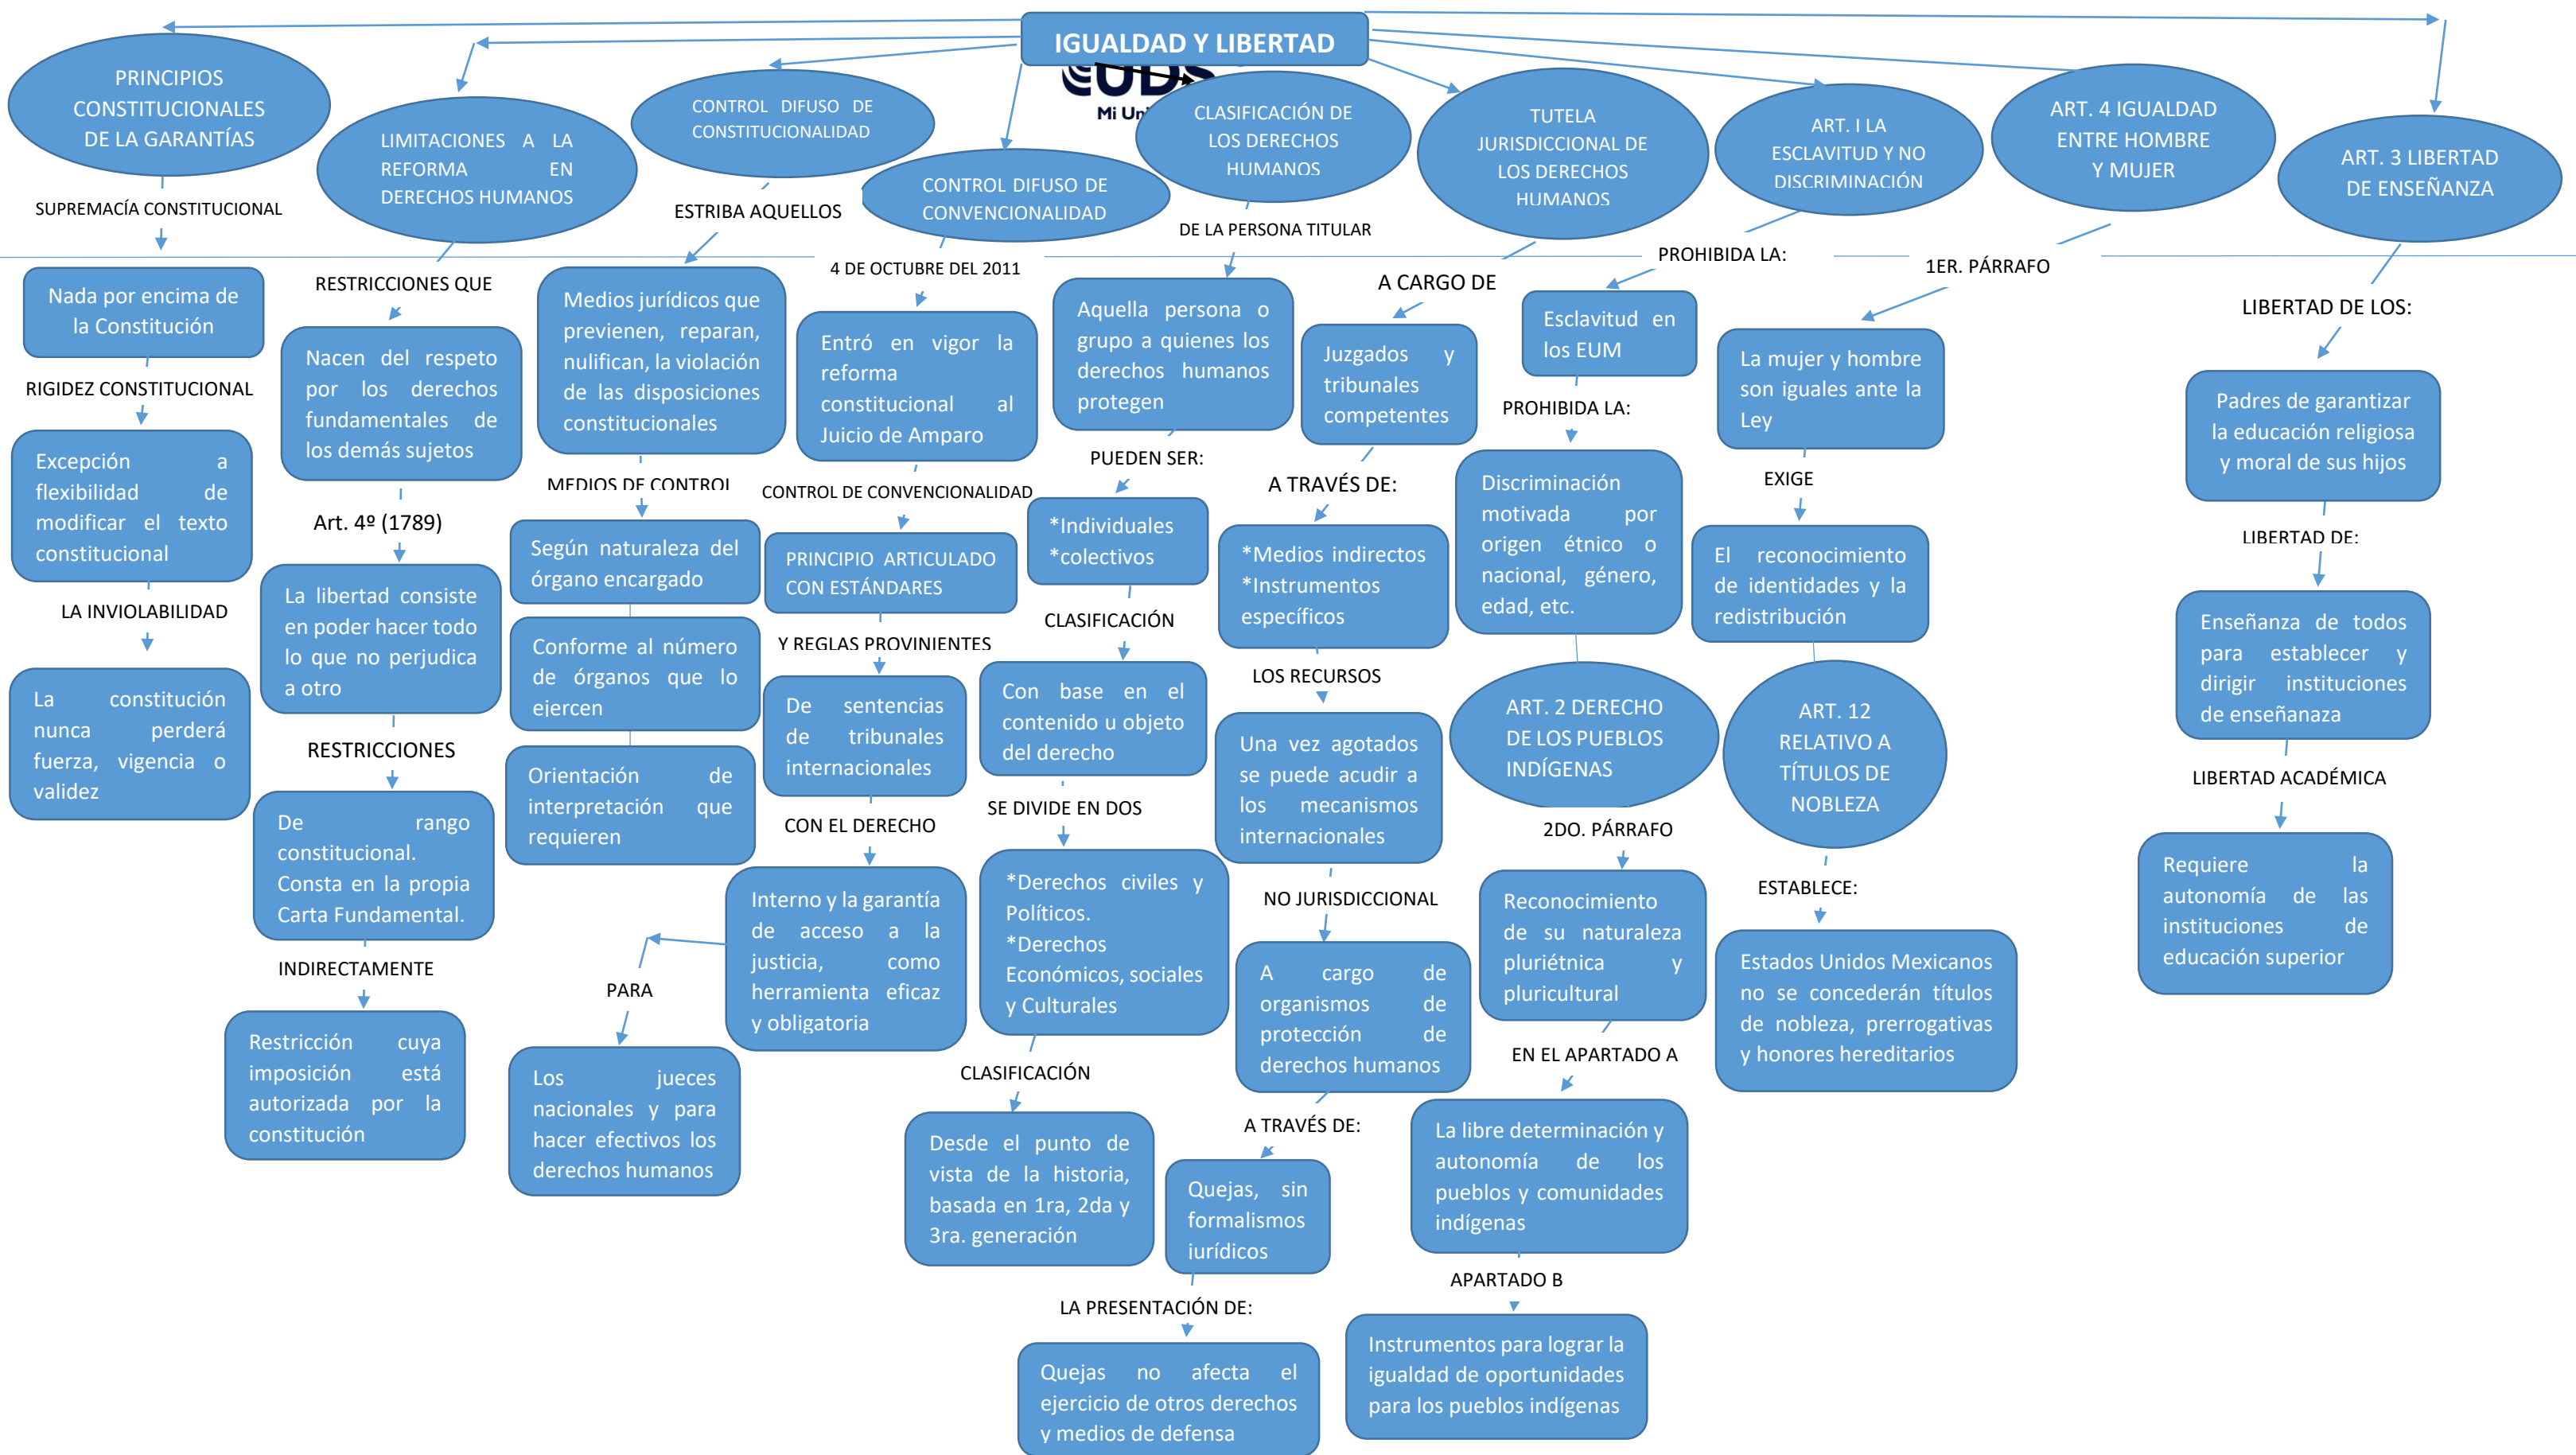 IGUALDAD Y LIBERTAD
Mi Un
PRINCIPIOS
CONSTITUCIONALES
DE LA GARANTÍAS
SUPREMACÍA CONSTITUCIONAL
Nada por encima de
la Constitución
RIGIDEZ CONSTITUCIONAL
Excepción a
flexibilidad de
modificar el texto
constitucional
LA INVIOLABILIDAD
La constitución
nunca perderá
fuerza, vigencia o
validez
LIMITACIONES A LA
REFORMA EN
DERECHOS HUMANOS
RESTRICCIONES QUE
Nacen del respeto
por los derechos
fundamentales de
los demás sujetos
Art. 4º (1789)
La libertad consiste
en poder hacer todo
lo que no perjudica
a otro
RESTRICCIONES
De rango
constitucional.
Consta en la propia
Carta Fundamental.
INDIRECTAMENTE
Restricción cuya
imposición está
autorizada por la
constitución
CONTROL DIFUSO DE
CONSTITUCIONALIDAD
ESTRIBA AQUELLOS
Medios jurídicos que
previenen, reparan,
nulifican, la violación
de las disposiciones
constitucionales
MEDIOS DE CONTROL
Según naturaleza del
órgano encargado
Conforme al número
de órganos que lo
ejercen
Orientación de
interpretación que
requieren
CONTROL DIFUSO DE
CONVENCIONALIDAD
4 DE OCTUBRE DEL 2011
Entró en vigor la
reforma
constitucional al
Juicio de Amparo
CONTROL DE CONVENCIONALIDAD
PRINCIPIO ARTICULADO
CON ESTÁNDARES
Y REGLAS PROVINIENTES
De sentencias
de tribunales
internacionales
CON EL DERECHO
Interno y la garantía
de acceso a la
justicia, como
herramienta eficaz
y obligatoria
PARA
Los jueces
nacionales y para
hacer efectivos los
derechos humanos
CLASIFICACIÓN DE
LOS DERECHOS
HUMANOS
DE LA PERSONA TITULAR
Aquella persona o
grupo a quienes los
derechos humanos
protegen
PUEDEN SER:
*Individuales
*colectivos
CLASIFICACIÓN
Con base en el
contenido u objeto
del derecho
SE DIVIDE EN DOS
*Derechos civiles y
Políticos.
*Derechos
Económicos, sociales
y Culturales
CLASIFICACIÓN
Desde el punto de
vista de la historia,
basada en 1ra, 2da y
3ra. generación
TUTELA
JURISDICCIONAL DE
LOS DERECHOS
HUMANOS
A CARGO DE
Juzgados y
tribunales
competentes
A TRAVÉS DE:
*Medios indirectos
*Instrumentos
específicos
LOS RECURSOS
Una vez agotados
se puede acudir a
los mecanismos
internacionales
NO JURISDICCIONAL
A cargo de
organismos de
protección de
derechos humanos
A TRAVÉS DE:
Quejas, sin
formalismos
jurídicos
LA PRESENTACIÓN DE:
Quejas no afecta el
ejercicio de otros derechos
y medios de defensa
ART. I LA
ESCLAVITUD Y NO
DISCRIMINACIÓN
PROHIBIDA LA:
Esclavitud en
los EUM
PROHIBIDA LA:
Discriminación
motivada por
origen étnico o
nacional, género,
edad, etc.
ART. 2 DERECHO
DE LOS PUEBLOS
INDÍGENAS
2DO. PÁRRAFO
Reconocimiento
de su naturaleza
pluriétnica y
pluricultural
EN EL APARTADO A
La libre determinación y
autonomía de los
pueblos y comunidades
indígenas
APARTADO B
Instrumentos para lograr la
igualdad de oportunidades
para los pueblos indígenas
ART. 4 IGUALDAD
ENTRE HOMBRE
Y MUJER
1ER. PÁRRAFO
La mujer y hombre
son iguales ante la
Ley
EXIGE
El reconocimiento
de identidades y la
redistribución
ART. 12
RELATIVO A
TÍTULOS DE
NOBLEZA
ESTABLECE:
Estados Unidos Mexicanos
no se concederán títulos
de nobleza, prerrogativas
y honores hereditarios
ART. 3 LIBERTAD
DE ENSEÑANZA
LIBERTAD DE LOS:
Padres de garantizar
la educación religiosa
y moral de sus hijos
LIBERTAD DE:
Enseñanza de todos
para establecer y
dirigir instituciones
de enseñanaza
LIBERTAD ACADÉMICA
Requiere la
autonomía de las
instituciones de
educación superior